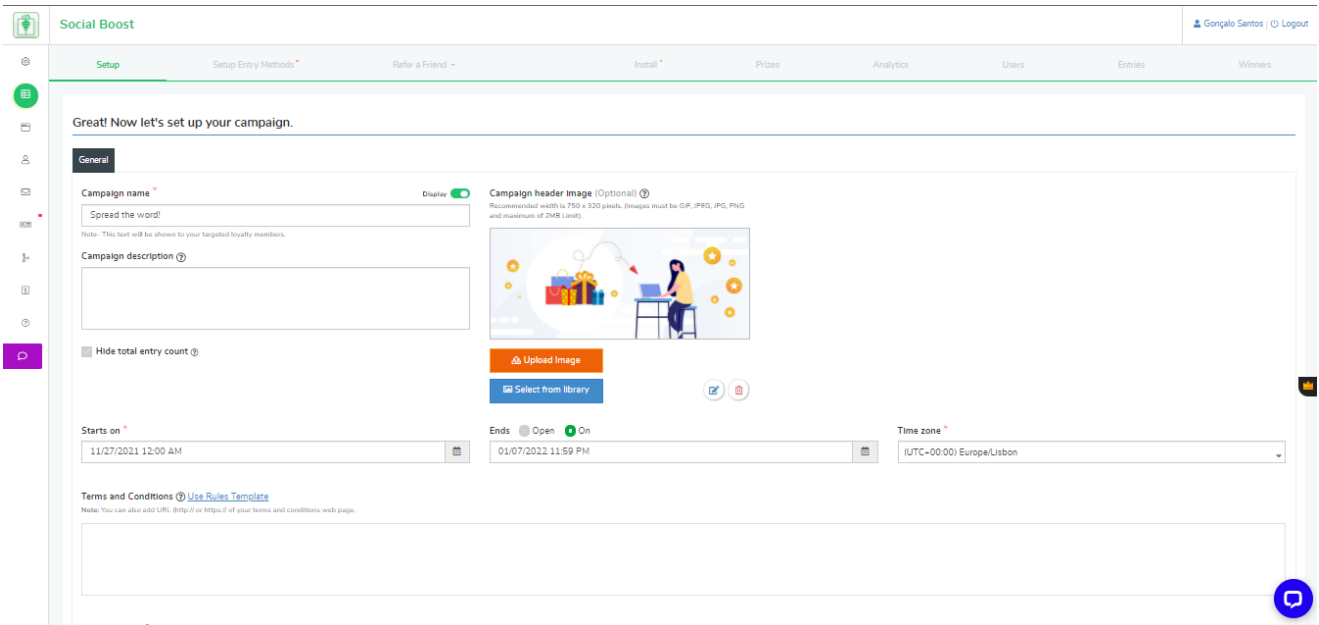 Social Boost
Gonçalo Santos | Logout
Setup
Setup Entry Methods *
Refer a Friend
Install *
Prizes
Analytics
Users
Entries
Winners
Great! Now let's set up your campaign.
General
Campaign name *
Display
Spread the word!
Note- This text will be shown to your targeted loyalty members.
Campaign description
Hide total entry count
Campaign header image (Optional)
Recommended width is 750 x 320 pixels. (Images must be GIF, JPEG, JPG, PNG
and maximum of 2MB Limit).
Upload Image
Select from library
Starts on *
11/27/2021 12:00 AM
Ends Open On
01/07/2022 11:59 PM
Time zone *
(UTC+00:00) Europe/Lisbon
Terms and Conditions Use Rules Template
Note: You can also add URL (http:// or https:// of your terms and conditions web page.